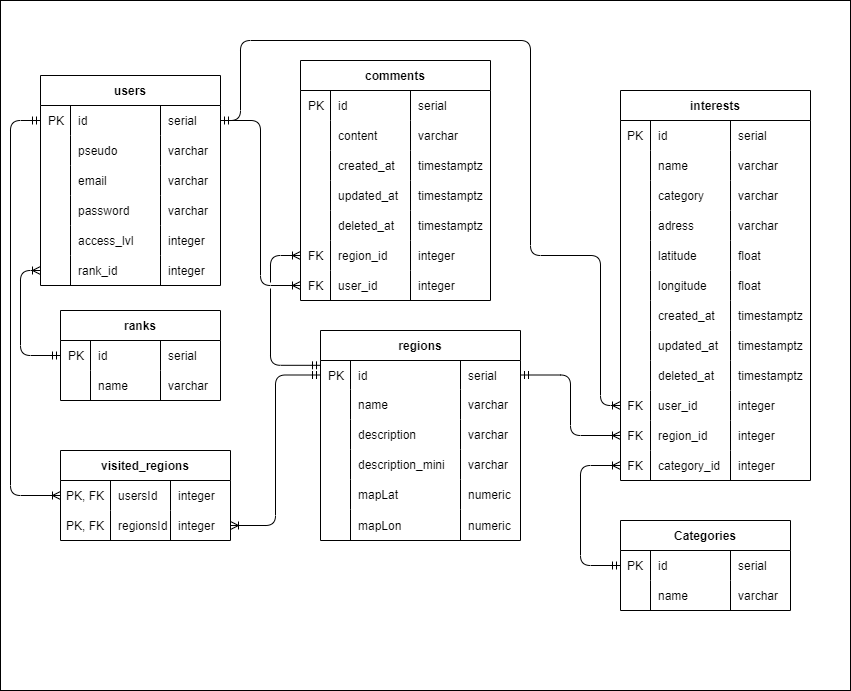 users
PK id serial
pseudo varchar
email varchar
password varchar
access_lvl integer
rank_id integer
comments
PK id serial
content varchar
created_at timestamptz
updated_at timestamptz
deleted_at timestamptz
FK region_id integer
FK user_id integer
interests
PK id serial
name varchar
category varchar
adress varchar
latitude float
longitude float
created_at timestamptz
updated_at timestamptz
deleted_at timestamptz
FK user_id integer
FK region_id integer
FK category_id integer
ranks
PK id serial
name varchar
regions
PK id serial
name varchar
description varchar
description_mini varchar
mapLat numeric
mapLon numeric
visited_regions
PK, FK usersId integer
PK, FK regionsId integer
Categories
PK id serial
name varchar